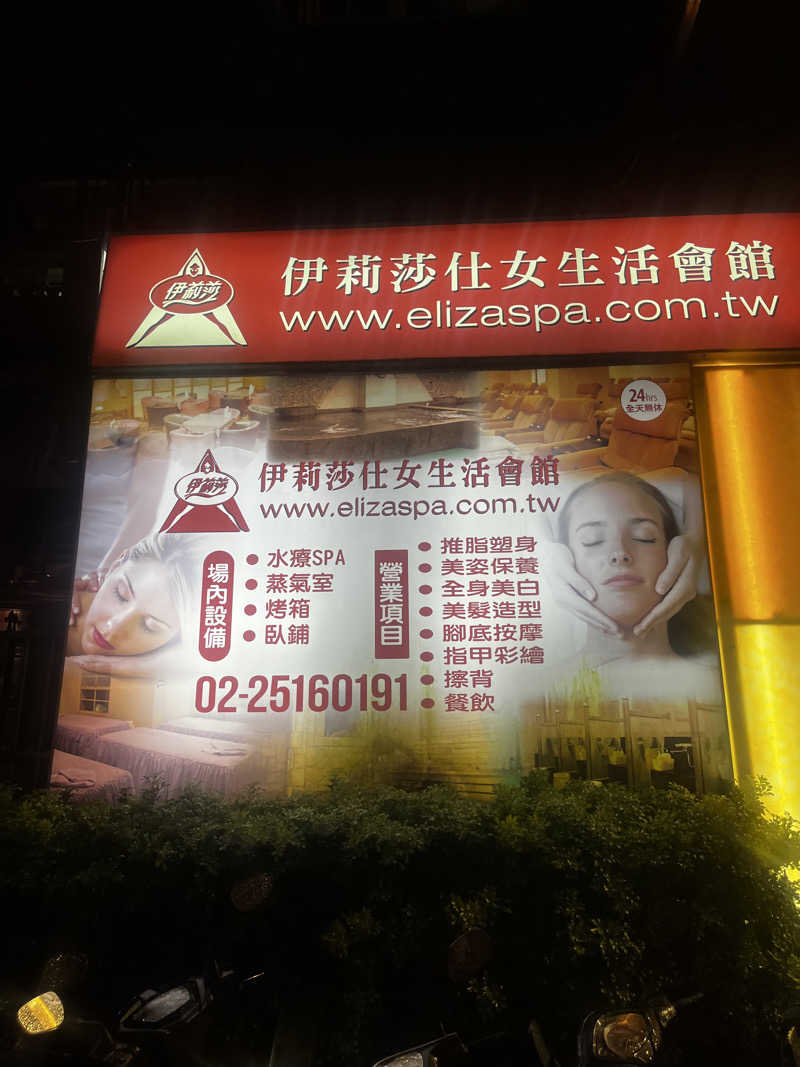 伊莉莎
伊莉莎仕女生活會館
www.elizaspa.com.tw
24hrs
全天無休
伊莉莎
伊莉莎仕女生活會館
www.elizaspa.com.tw
場內設備
水療SPA
蒸氣室
烤箱
臥鋪
營業項目
推脂塑身
美姿保養
全身美白
美髮造型
腳底按摩
指甲彩繪
擦背
餐飲
02-25160191